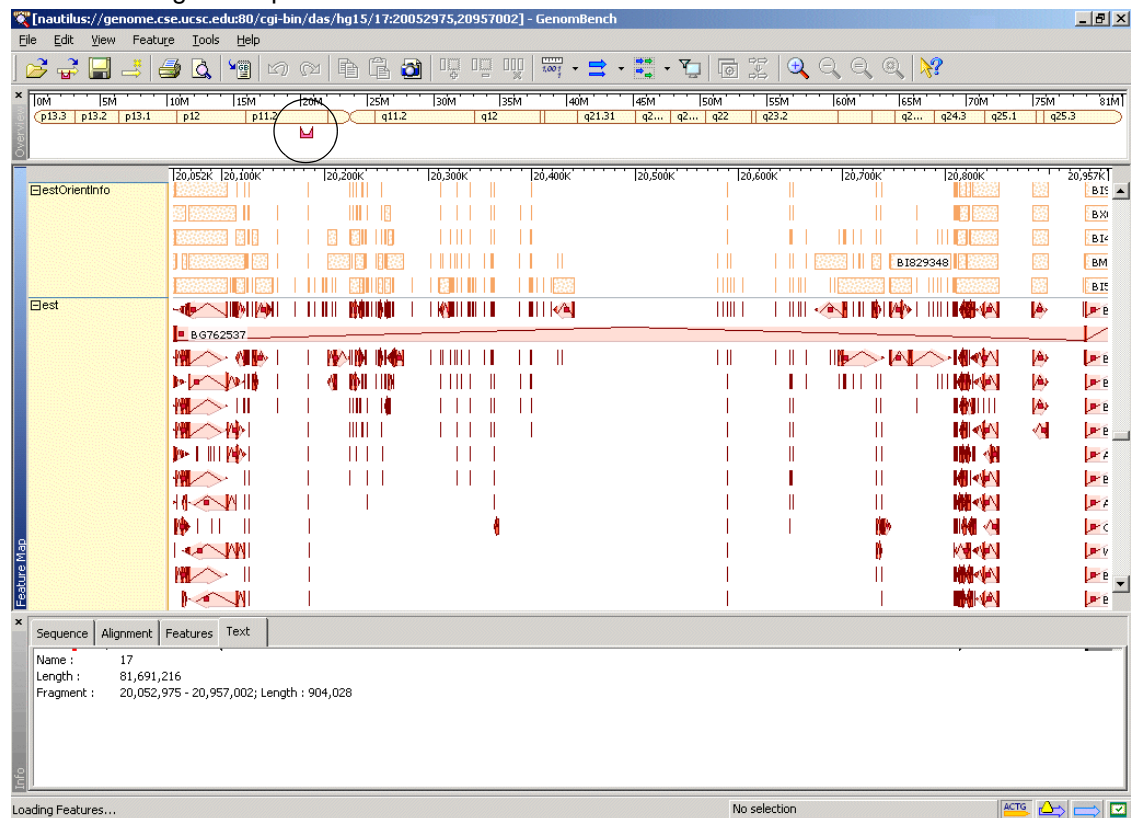 [nautilus://genome.cse.ucsc.edu:80/cgi-bin/das/hg15/17:20052975,20957002] - GenomBench
File Edit View Feature Tools Help
Overview
0M 5M 10M 15M 20M 25M 30M 35M 40M 45M 50M 55M 60M 65M 70M 75M 81M
p13.3 p13.2 p13.1 p12 p11.2 q11.2 q12 q21.31 q2... q2... q22 q23.2 q2... q24.3 q25.1 q25.3
20,052K 20,100K 20,200K 20,300K 20,400K 20,500K 20,600K 20,700K 20,800K 20,957K
estOrientInfo
BI829348
BM
est
BG762537
Feature Map
Sequence Alignment Features Text
Name : 17
Length : 81,691,216
Fragment : 20,052,975 - 20,957,002; Length : 904,028
Info
Loading Features... No selection ACTG